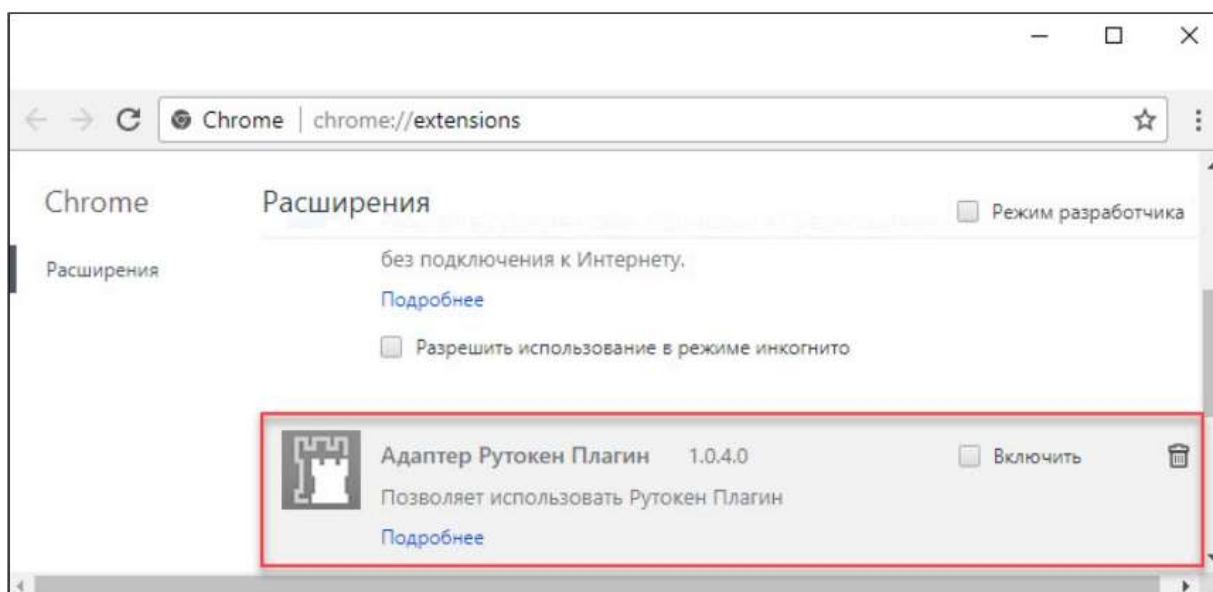 Chrome | chrome://extensions
Chrome
Расширения
Режим разработчика
Расширения
без подключения к Интернету.
Подробнее
Разрешить использование в режиме инкогнито
Адаптер Рутокен Плагин 1.0.4.0
Включить
Позволяет использовать Рутокен Плагин
Подробнее